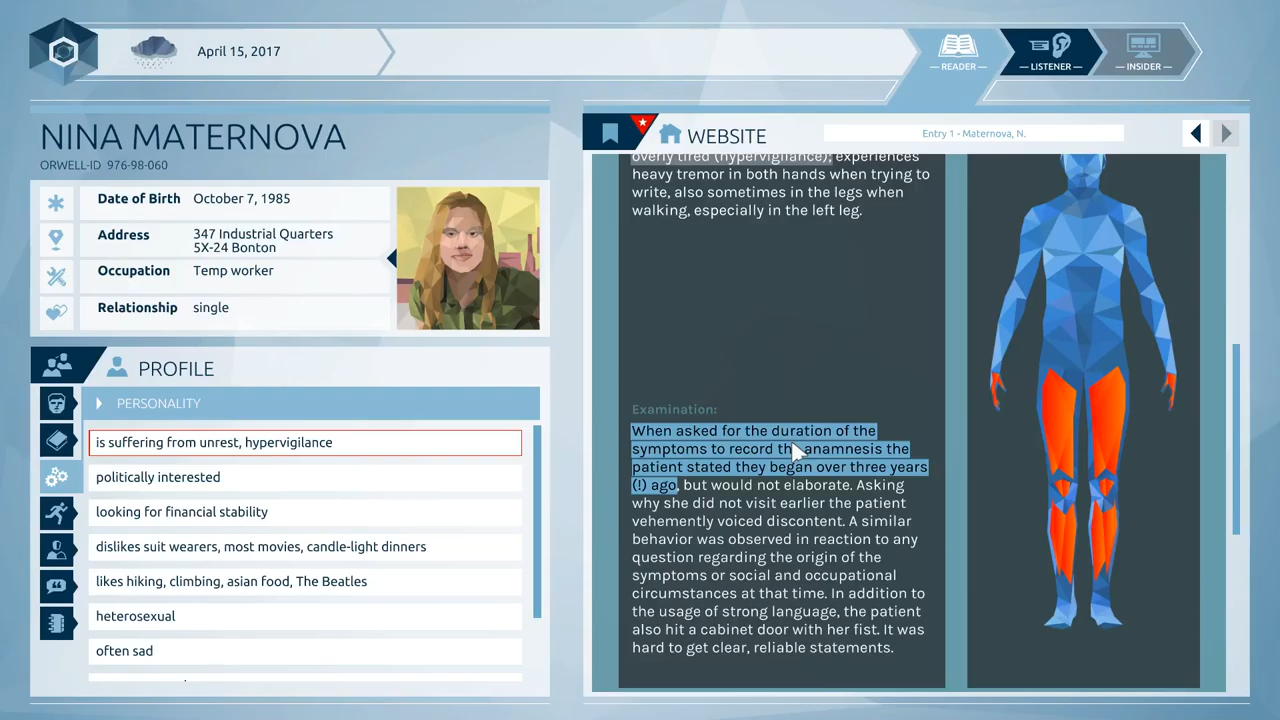 April 15, 2017
— READER —
— LISTENER —
— INSIDER —
NINA MATERNOVA
ORWELL-ID 976-98-060
Date of Birth October 7, 1985
Address 347 Industrial Quarters
5X-24 Bonton
Occupation Temp worker
Relationship single
PROFILE
PERSONALITY
is suffering from unrest, hypervigilance
politically interested
looking for financial stability
dislikes suit wearers, most movies, candle-light dinners
likes hiking, climbing, asian food, The Beatles
heterosexual
often sad
WEBSITE
Entry 1 - Maternova, N.
overly tired (hypervigilance); experiences
heavy tremor in both hands when trying to
write, also sometimes in the legs when
walking, especially in the left leg.
Examination:
When asked for the duration of the
symptoms to record the anamnesis the
patient stated they began over three years
(!) ago, but would not elaborate. Asking
why she did not visit earlier the patient
vehemently voiced discontent. A similar
behavior was observed in reaction to any
question regarding the origin of the
symptoms or social and occupational
circumstances at that time. In addition to
the usage of strong language, the patient
also hit a cabinet door with her fist. It was
hard to get clear, reliable statements.